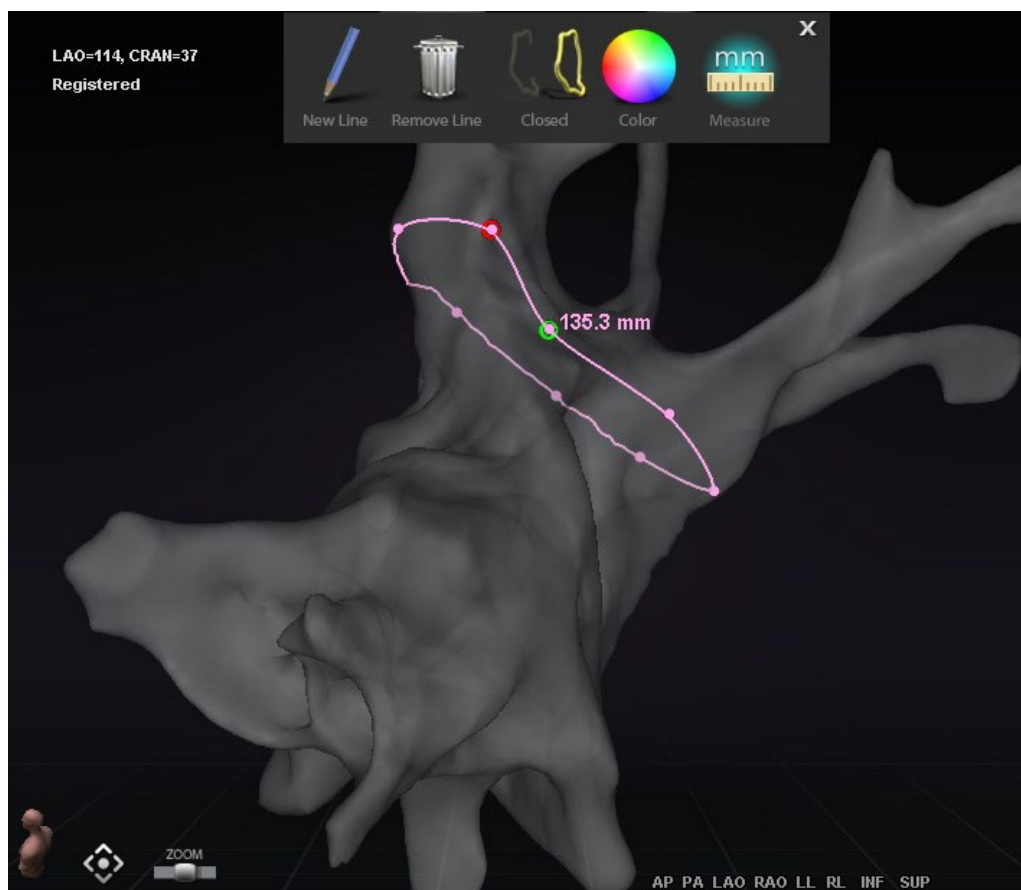 LAO=114, CRAN=37
Registered
X
mm
New Line Remove Line Closed Color Measure
135.3 mm
ZOOM
AP PA LAO RAO LL RL INF SUP